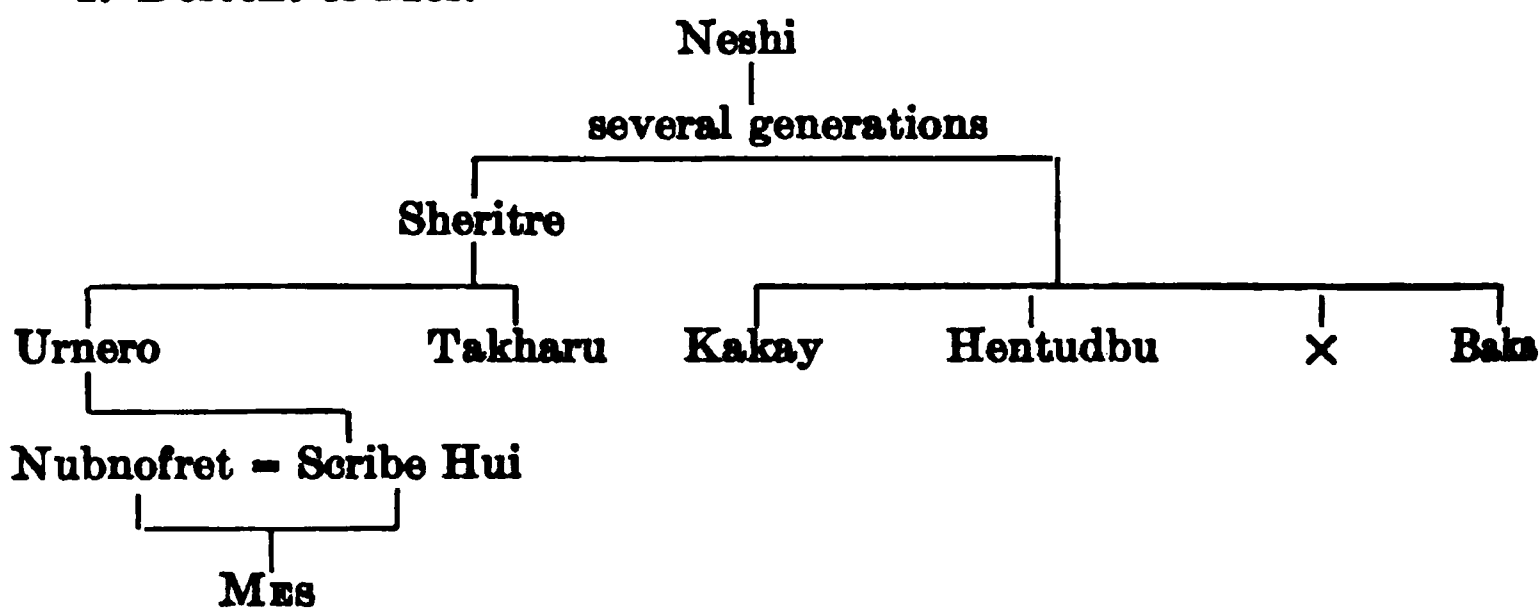 Neshi
several generations
Sheritre
Urnero Takharu Kakay Hentudbu × Baka
Nubnofret = Scribe Hui
MES